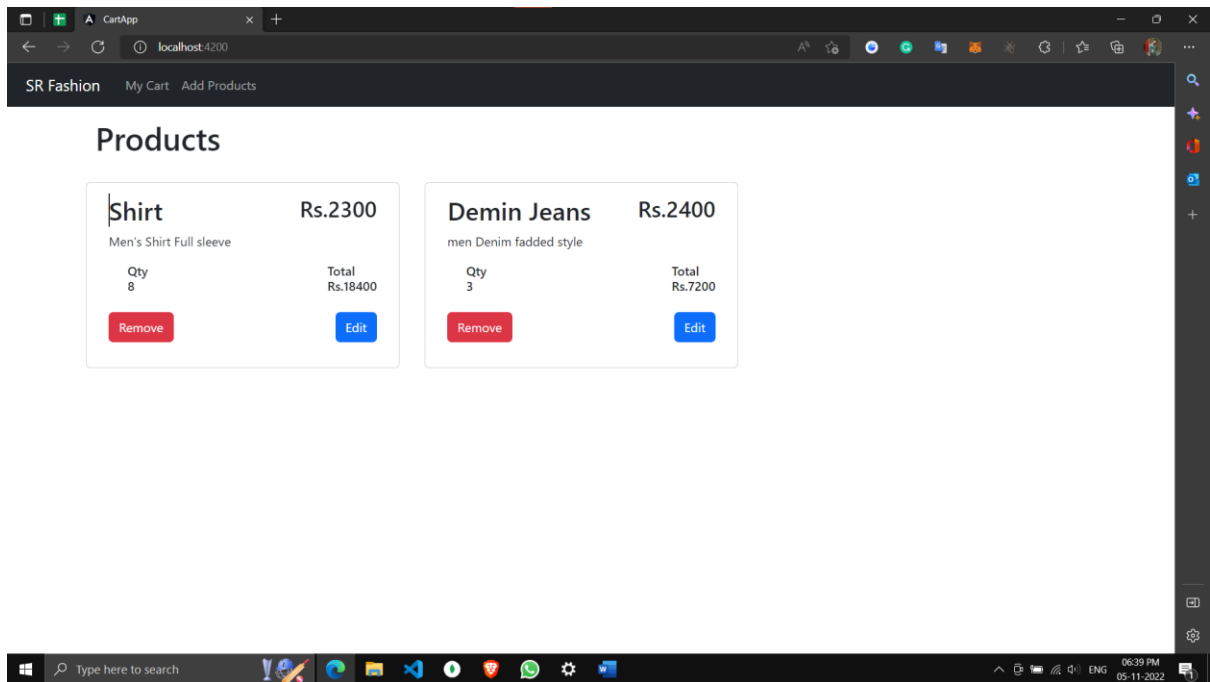 CartApp
localhost:4200
SR Fashion My Cart Add Products
Products
Shirt Rs.2300
Men's Shirt Full sleeve
Qty Total
8 Rs.18400
Remove Edit
Demin Jeans Rs.2400
men Denim fadded style
Qty Total
3 Rs.7200
Remove Edit
Type here to search
ENG
06:39 PM
05-11-2022